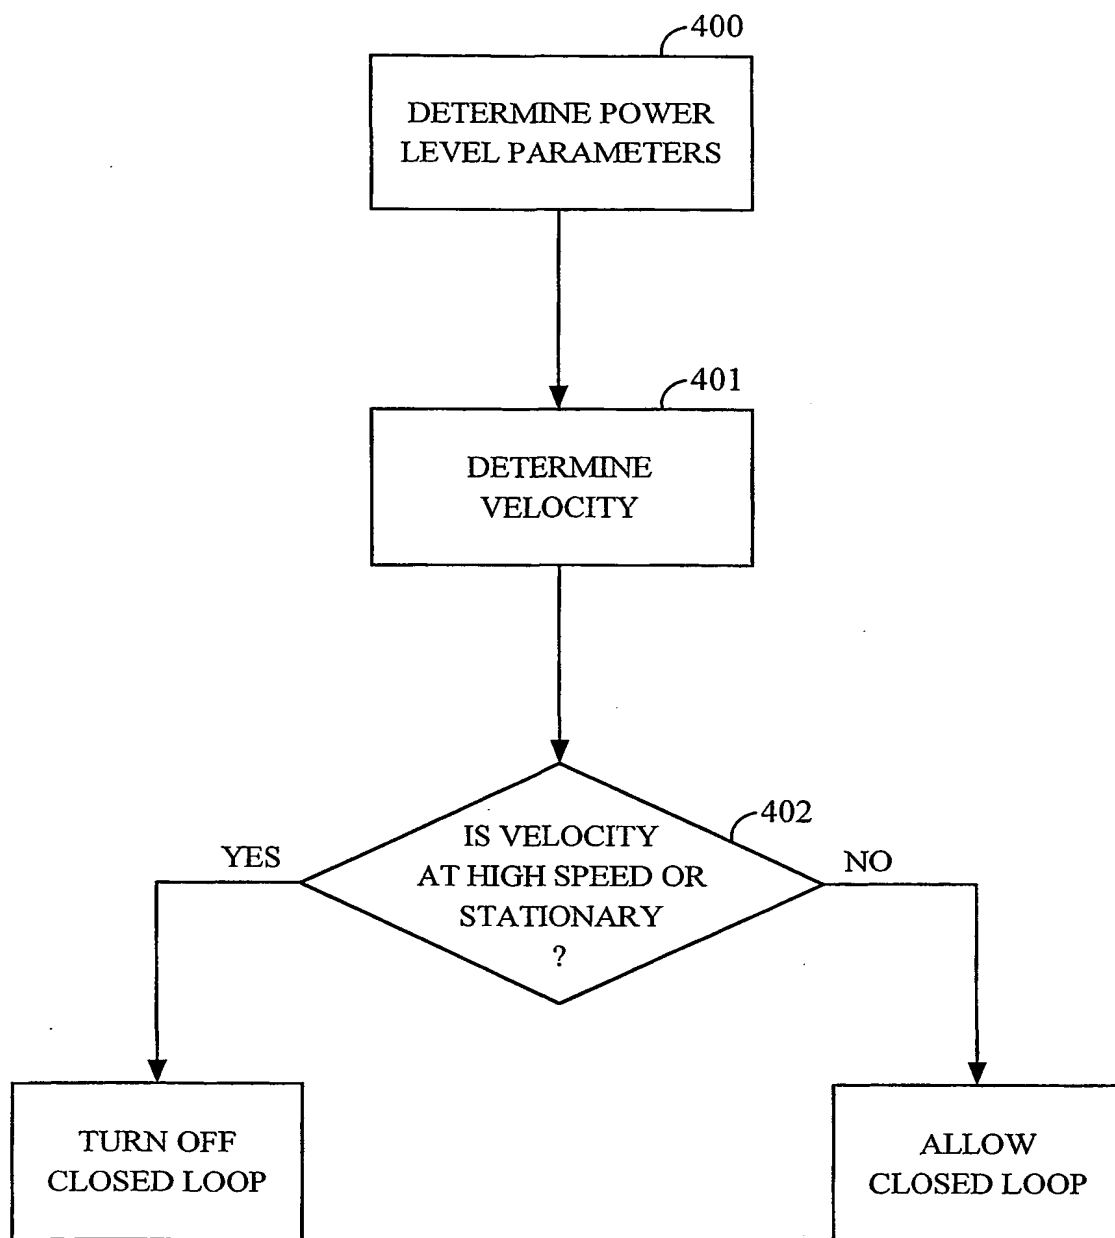 400
DETERMINE POWER
LEVEL PARAMETERS
401
DETERMINE
VELOCITY
402
IS VELOCITY
AT HIGH SPEED OR
STATIONARY
?
YES
NO
TURN OFF
CLOSED LOOP
ALLOW
CLOSED LOOP